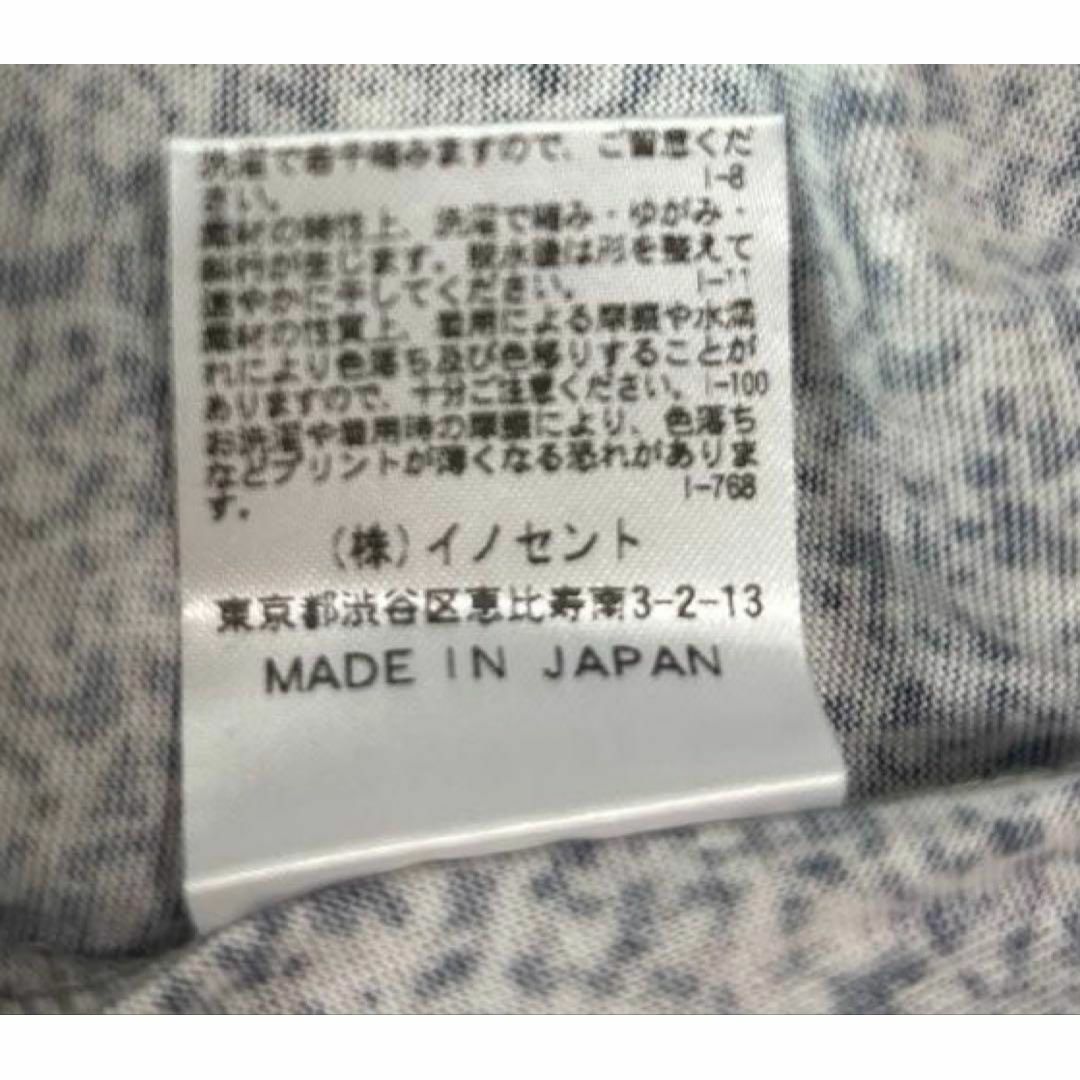 洗濯で若干縮みますので、ご留意くだ
さい。 I-8
素材の特性上、洗濯で縮み・ゆがみ・
斜行が生じます。脱水後は形を整えて
速やかに干してください。 I-11
素材の性質上、着用による摩擦や水濡
れにより色落ち及び色移りすることが
ありますので、十分ご注意ください。I-100
お洗濯や着用時の摩擦により、色落ち
などプリントが薄くなる恐れがありま
す。 I-768
(株)イノセント
東京都渋谷区恵比寿南3-2-13
MADE IN JAPAN